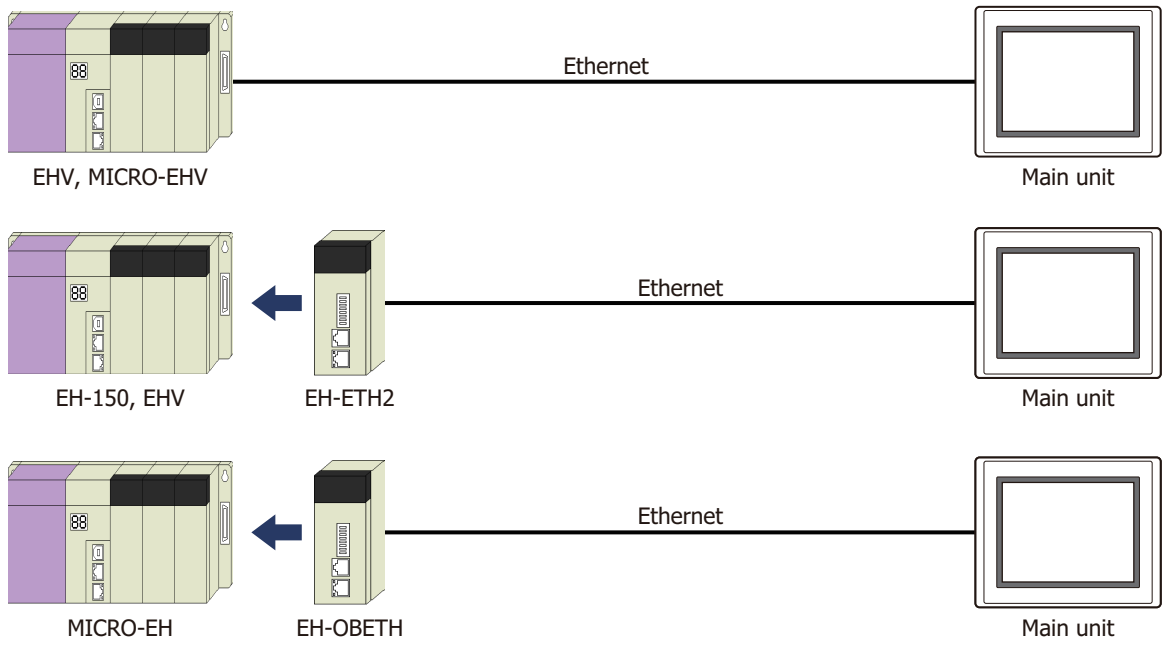 Ethernet
EHV, MICRO-EHV
Main unit
Ethernet
EH-150, EHV
EH-ETH2
Main unit
Ethernet
MICRO-EH
EH-OBETH
Main unit